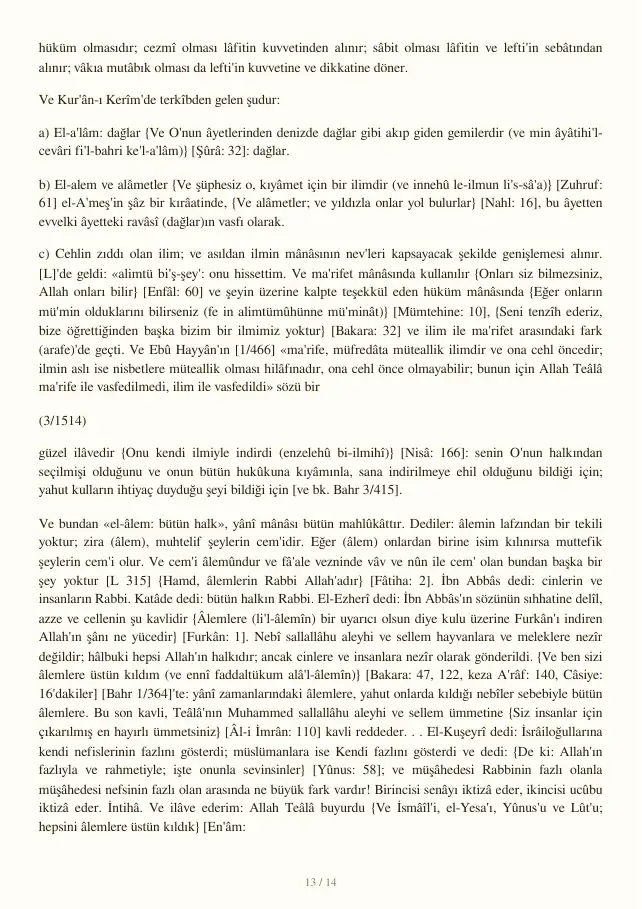 hüküm olmasıdır; cezmî olması lâfitin kuvvetinden alınır; sâbit olması lâfitin ve lefti'in sebâtından
alınır; vâkıa mutâbık olması da lefti'in kuvvetine ve dikkatine döner.
Ve Kur'ân-ı Kerîm'de terkîbden gelen şudur:
a) El-a'lâm: dağlar {Ve O'nun âyetlerinden denizde dağlar gibi akıp giden gemilerdir (ve min âyâtihi'l-
cevâri fi'l-bahri ke'l-a'lâm)} [Şûrâ: 32]: dağlar.
b) El-alem ve alâmetler {Ve şüphesiz o, kıyâmet için bir ilimdir (ve innehû le-ilmun li's-sâ'a)} [Zuhruf:
61] el-A'meş'in şâz bir kırâatinde, {Ve alâmetler; ve yıldızla onlar yol bulurlar} [Nahl: 16], bu âyetten
evvelki âyetteki ravâsî (dağlar)ın vasfı olarak.
c) Cehlin zıddı olan ilim; ve asıldan ilmin mânâsının nev'leri kapsayacak şekilde genişlemesi alınır.
[L]'de geldi: «alimtü bi'ş-şey': onu hissettim. Ve ma'rifet mânâsında kullanılır {Onları siz bilmezsiniz,
Allah onları bilir} [Enfâl: 60] ve şeyin üzerine kalpte teşekkül eden hüküm mânâsında {Eğer onların
mü'min olduklarını bilirseniz (fe in alimtümûhünne mü'minât)} [Mümtehine: 10], {Seni tenzîh ederiz,
bize öğrettiğinden başka bizim bir ilmimiz yoktur} [Bakara: 32] ve ilim ile ma'rifet arasındaki fark
(arafe)'de geçti. Ve Ebû Hayyân'ın [1/466] «ma'rife, müfredâta müteallik ilimdir ve ona cehl öncedir;
ilmin aslı ise nisbetlere müteallik olması hilâfınadır, ona cehl önce olmayabilir; bunun için Allah Teâlâ
ma'rife ile vasfedilmedi, ilim ile vasfedildi» sözü bir
(3/1514)
güzel ilâvedir {Onu kendi ilmiyle indirdi (enzelehû bi-ilmihî)} [Nisâ: 166]: senin O'nun halkından
seçilmişi olduğunu ve onun bütün hukûkuna kıyâmınla, sana indirilmeye ehil olduğunu bildiği için;
yahut kulların ihtiyaç duyduğu şeyi bildiği için [ve bk. Bahr 3/415].
Ve bundan «el-âlem: bütün halk», yânî mânâsı bütün mahlûkâttır. Dediler: âlemin lafzından bir tekili
yoktur; zira (âlem), muhtelif şeylerin cem'idir. Eğer (âlem) onlardan birine isim kılınırsa muttefik
şeylerin cem'i olur. Ve cem'i âlemûndur ve fâ'ale vezninde vâv ve nûn ile cem' olan bundan başka bir
şey yoktur [L 315] {Hamd, âlemlerin Rabbi Allah'adır} [Fâtiha: 2]. İbn Abbâs dedi: cinlerin ve
insanların Rabbi. Katâde dedi: bütün halkın Rabbi. El-Ezherî dedi: İbn Abbâs'ın sözünün sıhhatine delîl,
azze ve cellenin şu kavlidir {Âlemlere (li'l-âlemîn) bir uyarıcı olsun diye kulu üzerine Furkân'ı indiren
Allah'ın şânı ne yücedir} [Furkân: 1]. Nebî sallallâhu aleyhi ve sellem hayvanlara ve meleklere nezîr
değildir; hâlbuki hepsi Allah'ın halkıdır; ancak cinlere ve insanlara nezîr olarak gönderildi. {Ve ben sizi
âlemlere üstün kıldım (ve ennî faddaltükum alâ'l-âlemîn)} [Bakara: 47, 122, keza A'râf: 140, Câsiye:
16'dakiler] [Bahr 1/364]'te: yânî zamanlarındaki âlemlere, yahut onlarda kıldığı nebîler sebebiyle bütün
âlemlere. Bu son kavli, Teâlâ'nın Muhammed sallallâhu aleyhi ve sellem ümmetine {Siz insanlar için
çıkarılmış en hayırlı ümmetsiniz} [Âl-i İmrân: 110] kavli reddeder. . . El-Kuşeyrî dedi: İsrâiloğullarına
kendi nefislerinin fazlını gösterdi; müslümanlara ise Kendi fazlını gösterdi ve dedi: {De ki: Allah'ın
fazlıyla ve rahmetiyle; işte onunla sevinsinler} [Yûnus: 58]; ve müşâhedesi Rabbinin fazlı olanla
müşâhedesi nefsinin fazlı olan arasında ne büyük fark vardır! Birincisi senâyı iktizâ eder, ikincisi ucûbu
iktizâ eder. İntihâ. Ve ilâve ederim: Allah Teâlâ buyurdu {Ve İsmâîl'i, el-Yesa'ı, Yûnus'u ve Lût'u;
hepsini âlemlere üstün kıldık} [En'âm:
13 / 14